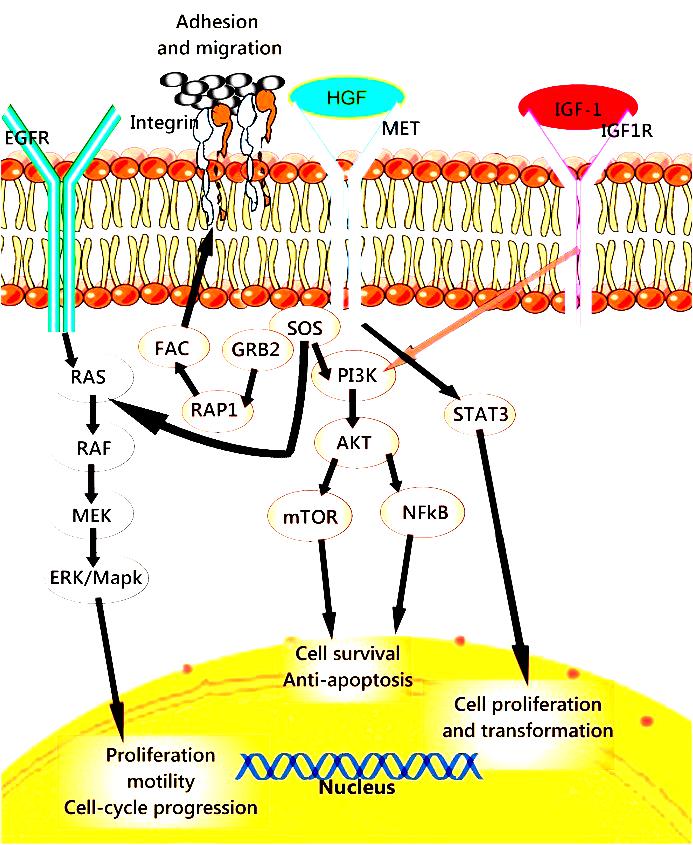 Adhesion
and migration
HGF
IGF-1
EGFR
Integrin
MET
IGF1R
SOS
FAC
GRB2
RAS
PI3K
RAP1
STAT3
RAF
AKT
MEK
mTOR
NFkB
ERK/Mapk
Cell survival
Anti-apoptosis
Cell proliferation
and transformation
Proliferation
motility
Cell-cycle progression
Nucleus